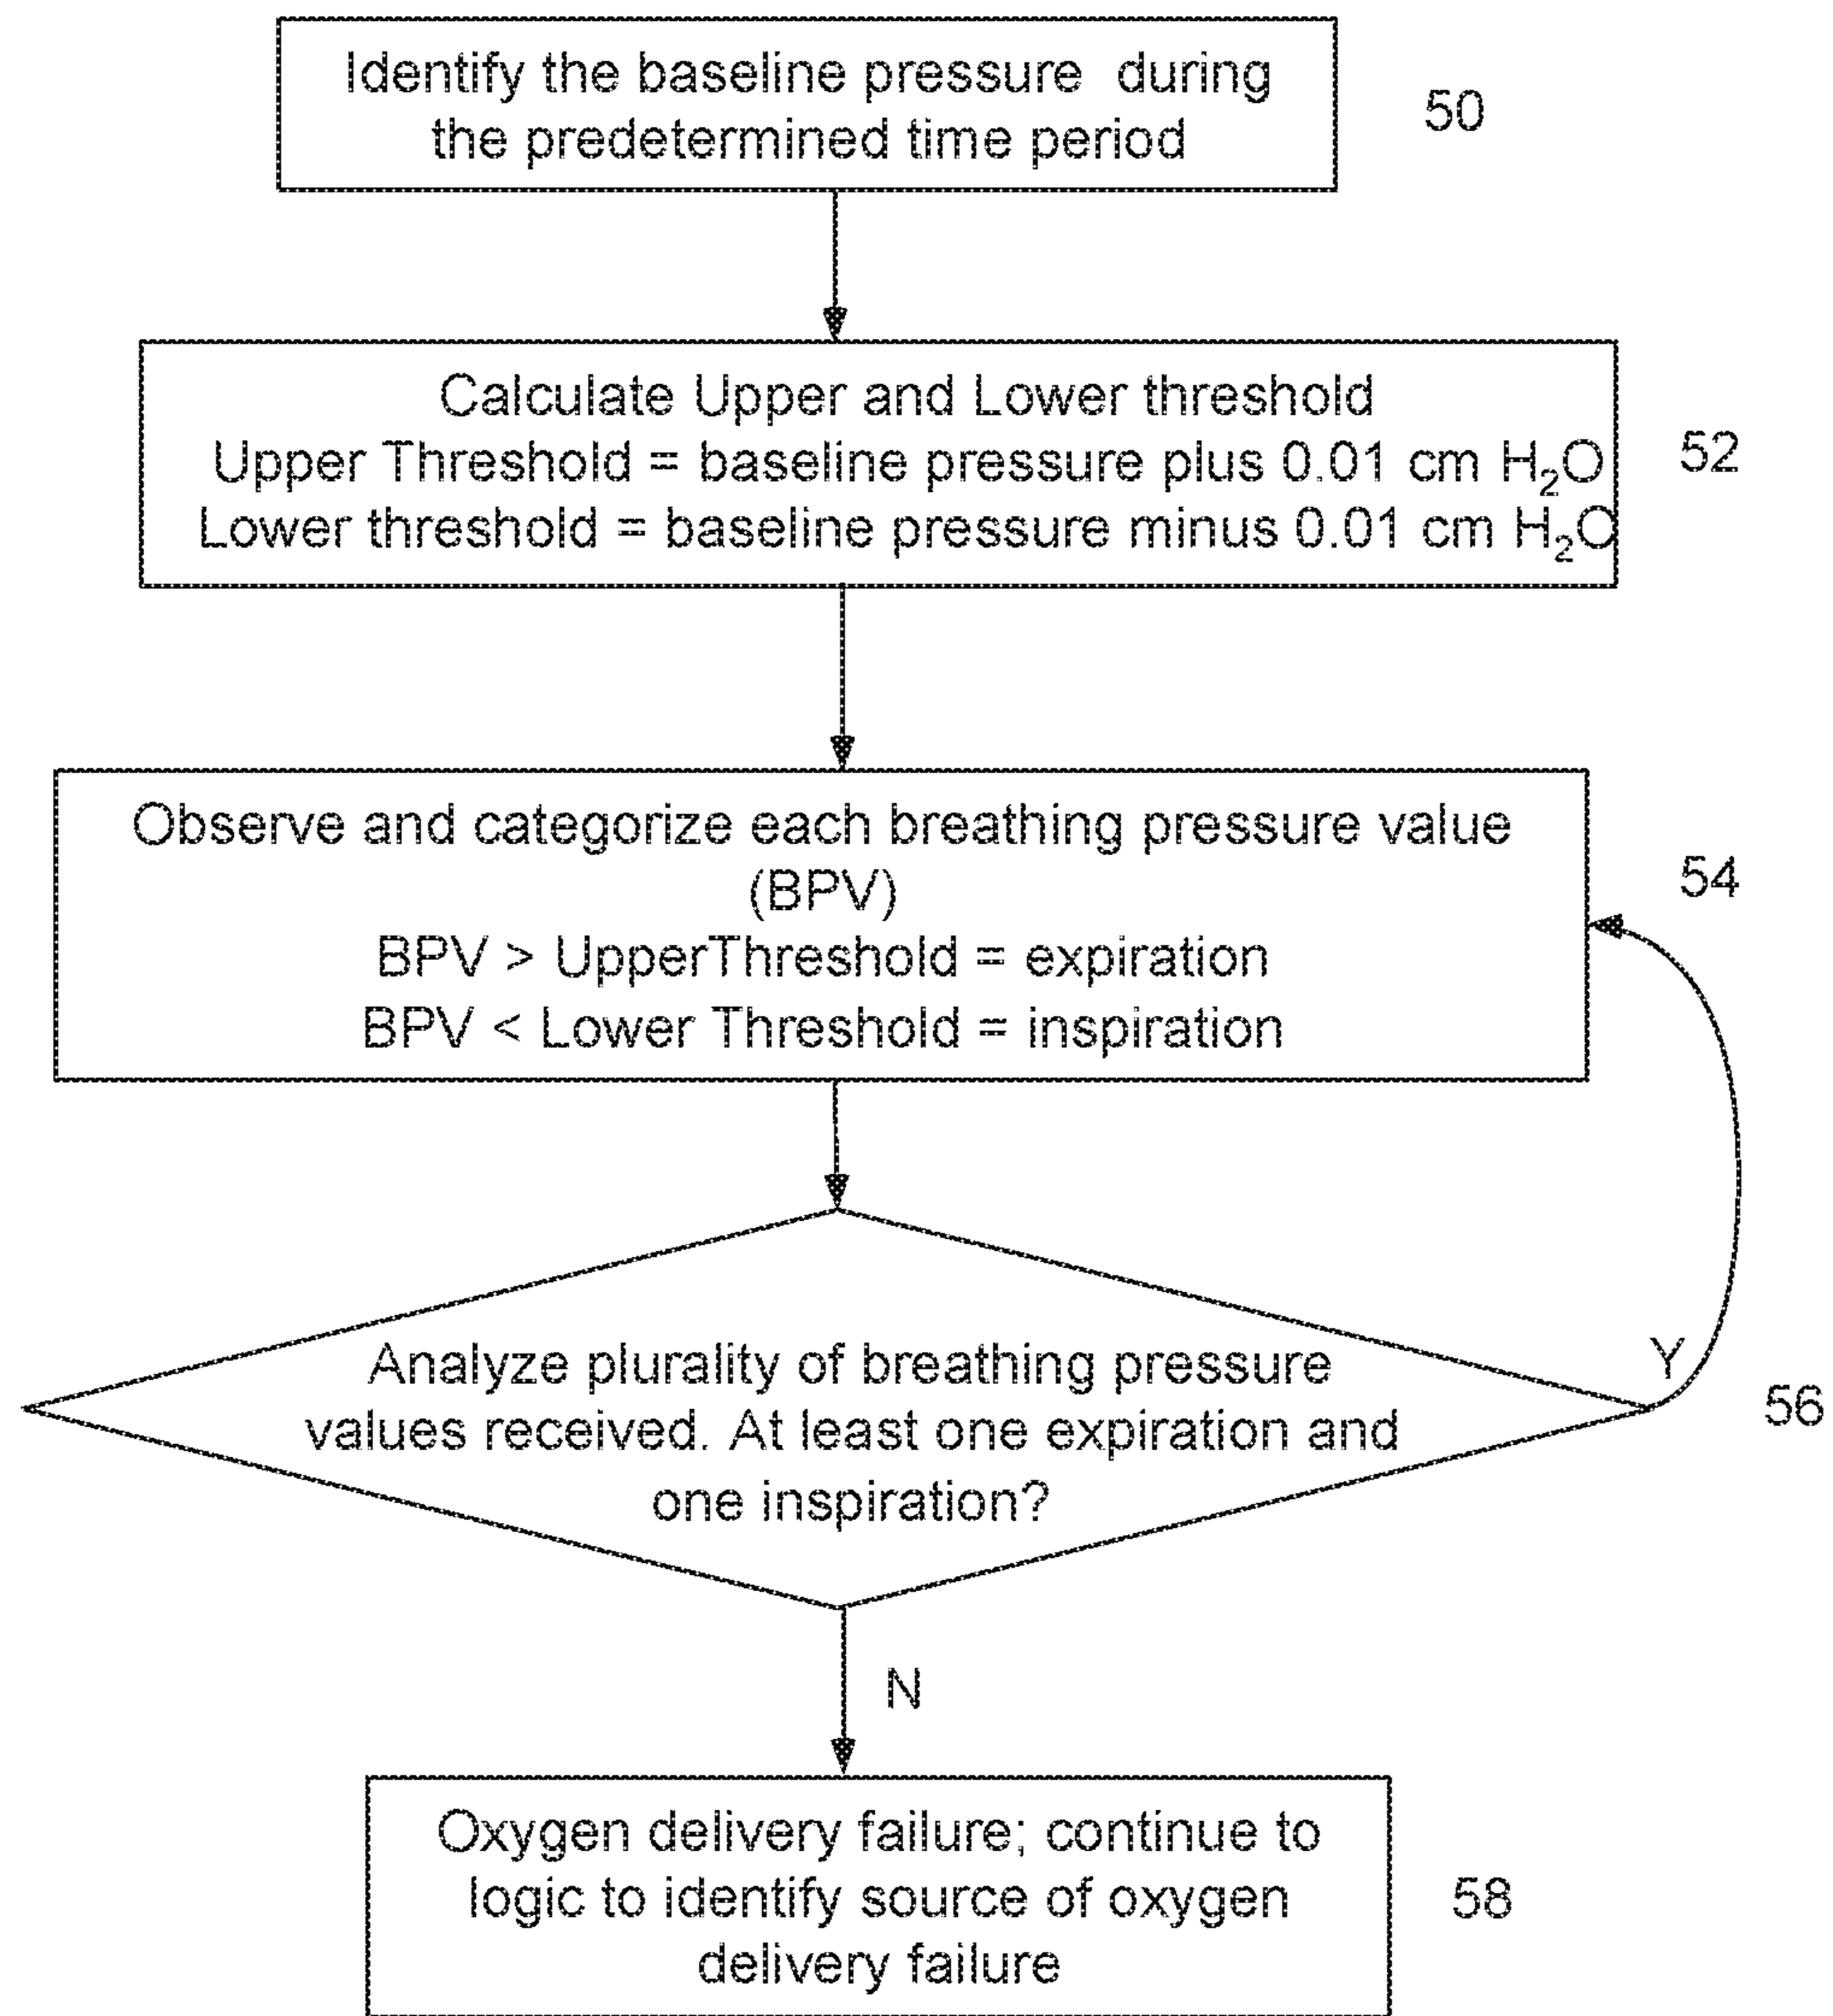 Identify the baseline pressure during
the predetermined time period
50
Calculate Upper and Lower threshold
Upper Threshold = baseline pressure plus 0.01 cm H₂O
Lower threshold = baseline pressure minus 0.01 cm H₂O
52
Observe and categorize each breathing pressure value
(BPV)
BPV > UpperThreshold = expiration
BPV < Lower Threshold = inspiration
54
Analyze plurality of breathing pressure
values received. At least one expiration and
one inspiration?
Y
56
N
Oxygen delivery failure; continue to
logic to identify source of oxygen
delivery failure
58